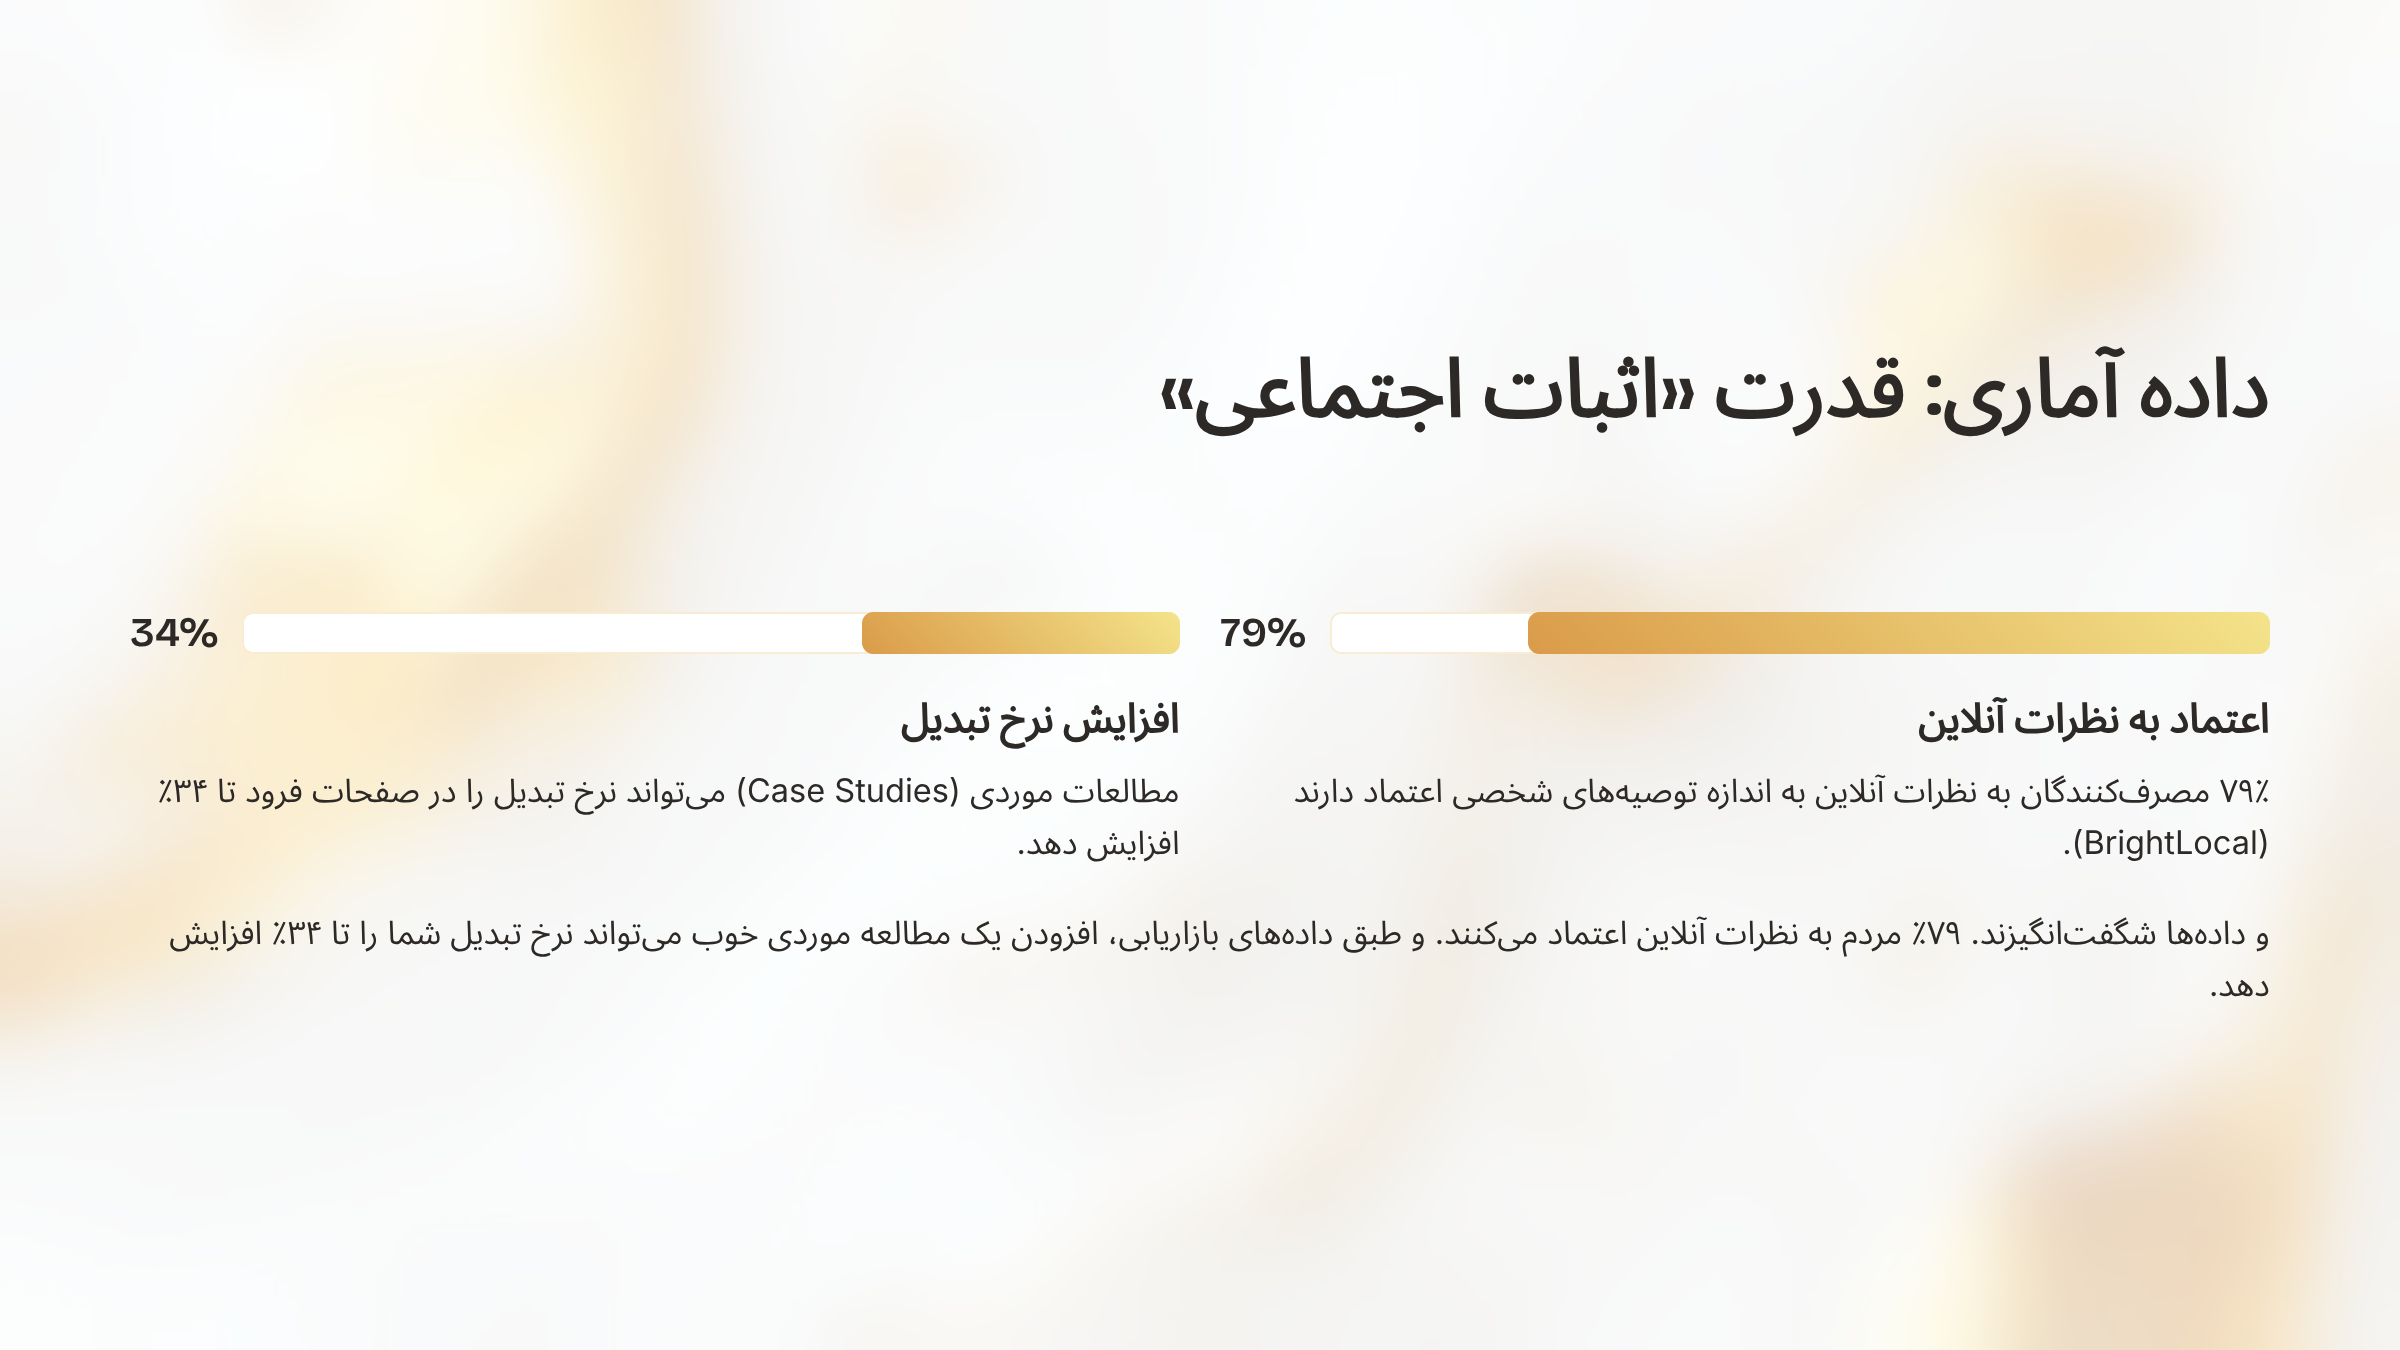 داده آماری: قدرت «اثبات اجتماعی»
79%
اعتماد به نظرات آنلاین
۷۹٪ مصرف‌کنندگان به نظرات آنلاین به اندازه توصیه‌های شخصی اعتماد دارند
(BrightLocal).
34%
افزایش نرخ تبدیل
مطالعات موردی (Case Studies) می‌تواند نرخ تبدیل را در صفحات فرود تا ۳۴٪
افزایش دهد.
و داده‌ها شگفت‌انگیزند. ۷۹٪ مردم به نظرات آنلاین اعتماد می‌کنند. و طبق داده‌های بازاریابی، افزودن یک مطالعه موردی خوب می‌تواند نرخ تبدیل شما را تا ۳۴٪ افزایش
دهد.